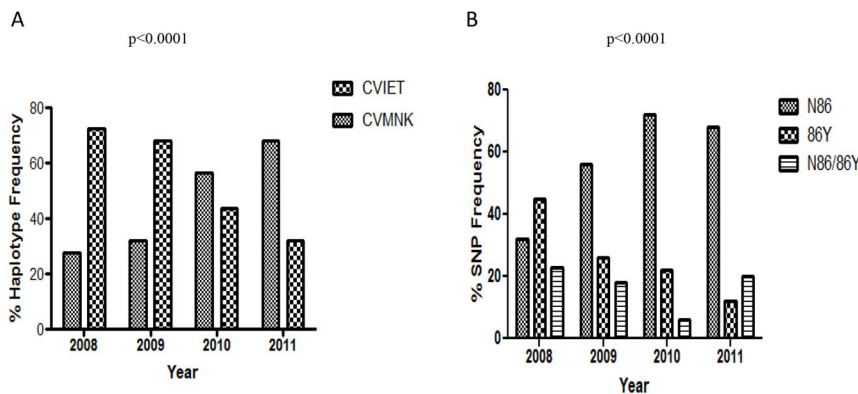 A
p<0.0001
CVIET
CVMNK
80
60
40
20
0
% Haplotype Frequency
2008 2009 2010 2011
Year
B
p<0.0001
N86
86Y
N86/86Y
80
60
40
20
0
% SNP Frequency
2008 2009 2010 2011
Year